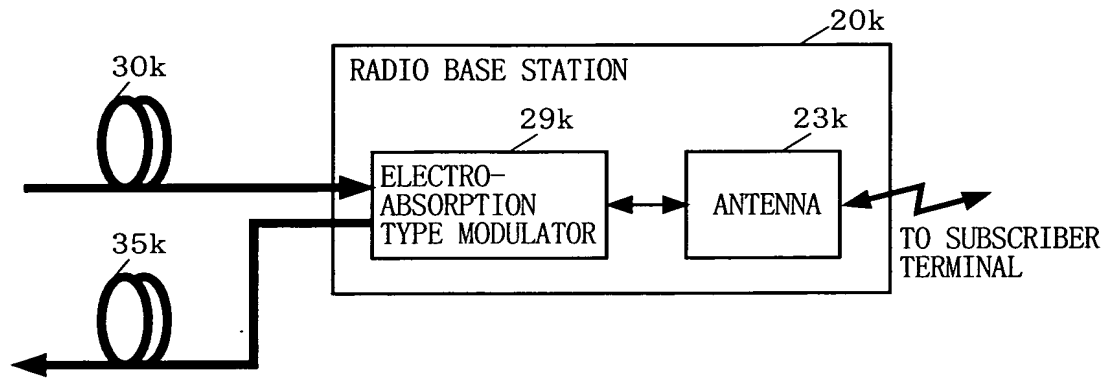 20k
30k
RADIO BASE STATION
29k
23k
ELECTRO-
ABSORPTION
TYPE MODULATOR
ANTENNA
35k
TO SUBSCRIBER
TERMINAL